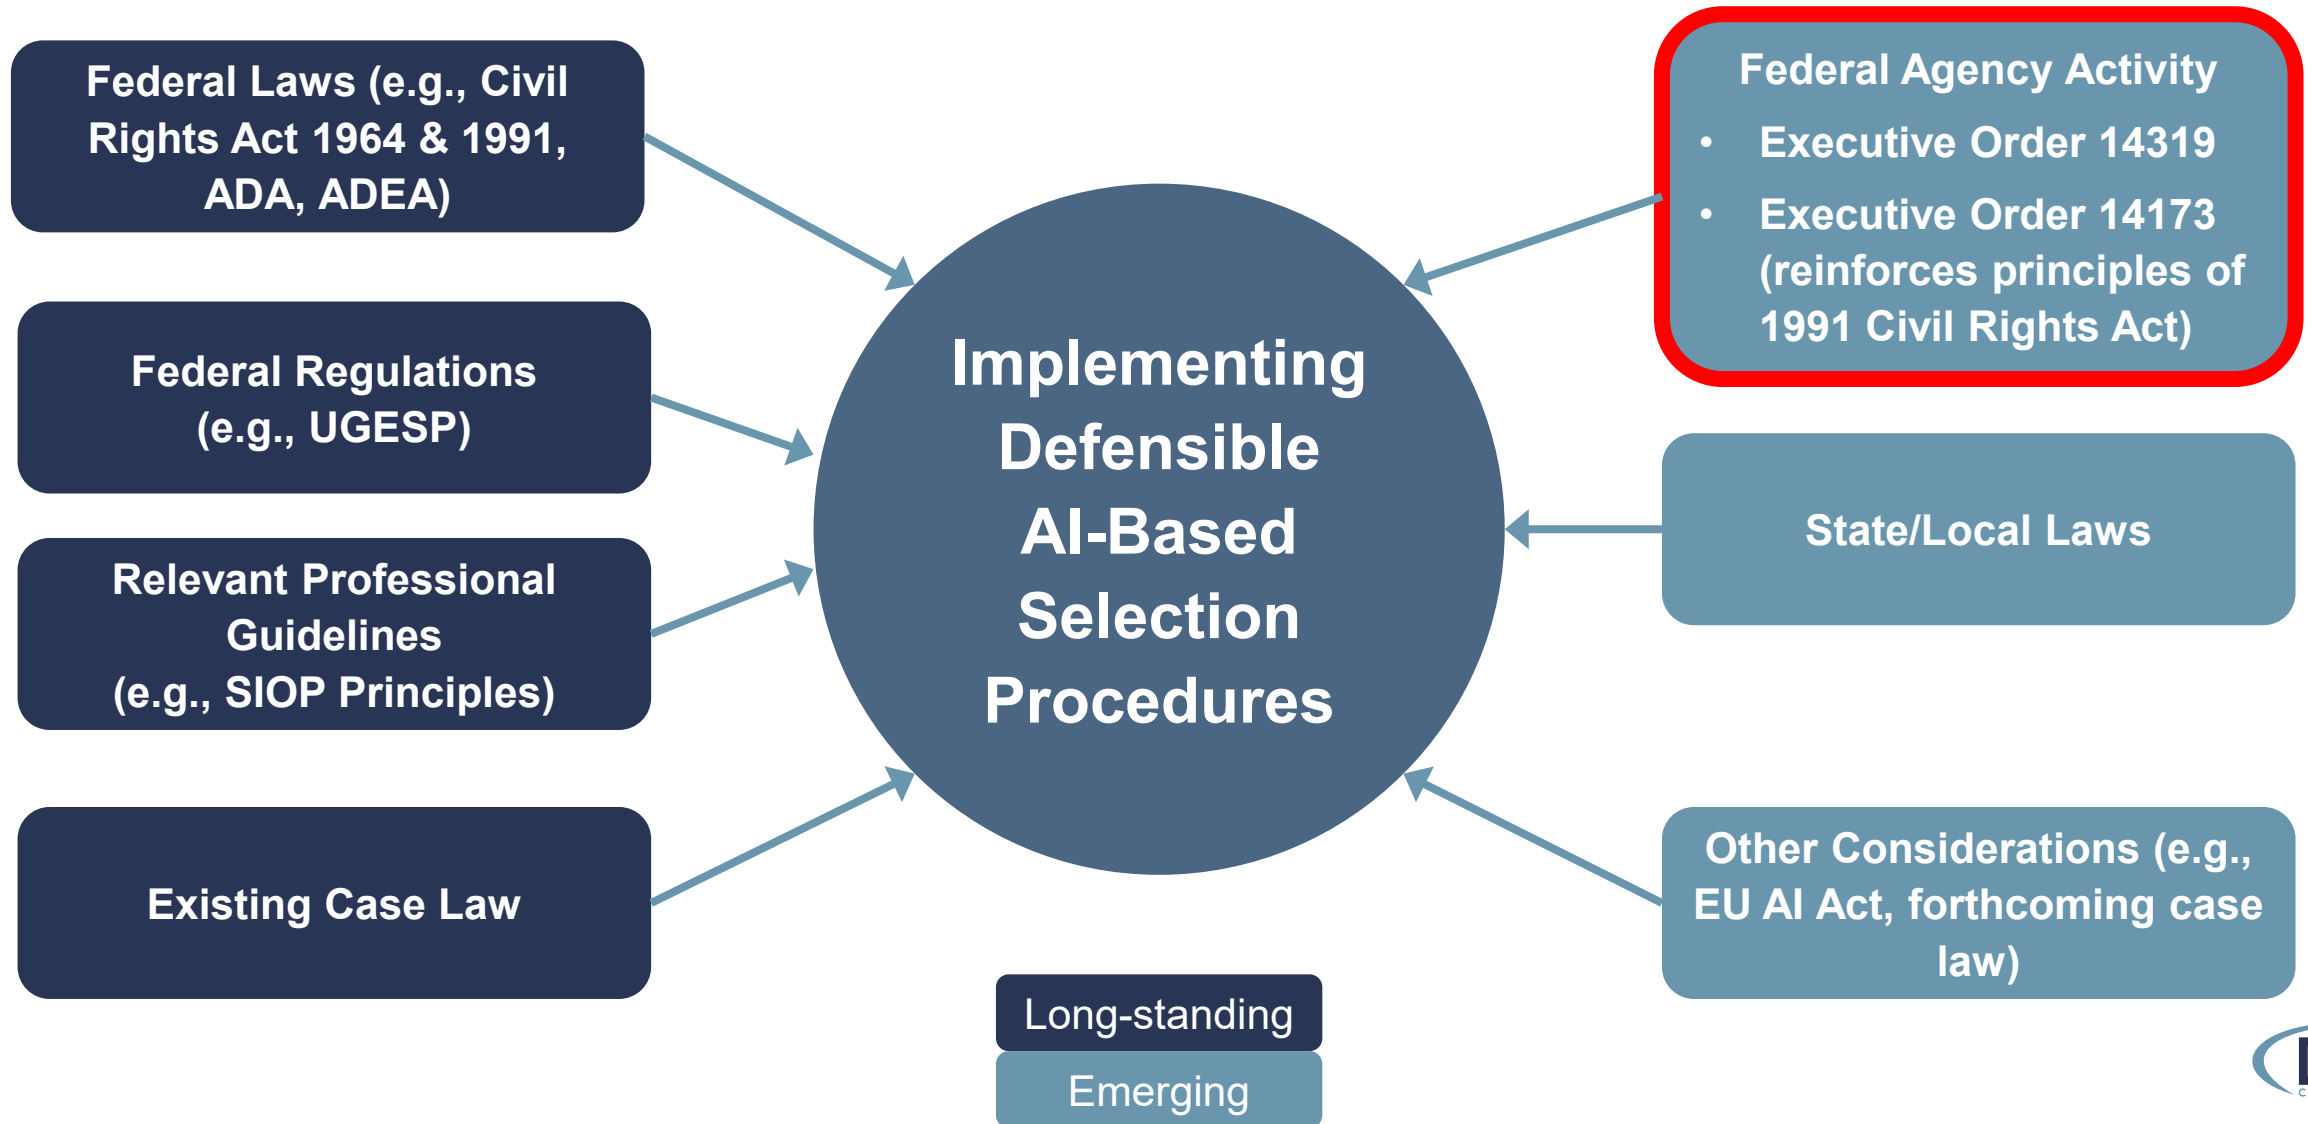 Federal Laws (e.g., Civil
Rights Act 1964 & 1991,
ADA, ADEA)
Federal Regulations
(e.g., UGESP)
Relevant Professional
Guidelines
(e.g., SIOP Principles)
Existing Case Law
Implementing
Defensible
AI-Based
Selection
Procedures
Federal Agency Activity
• Executive Order 14319
• Executive Order 14173
(reinforces principles of
1991 Civil Rights Act)
State/Local Laws
Other Considerations (e.g.,
EU AI Act, forthcoming case
law)
Long-standing
Emerging